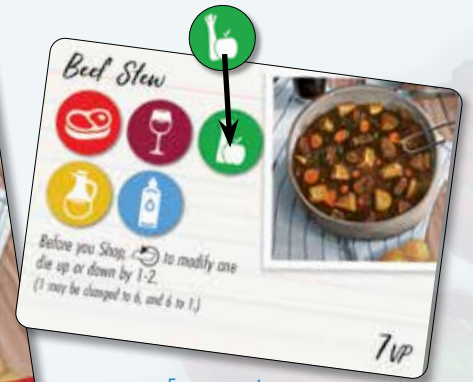 Beef Stew
Before you Shop, to modify one
die up or down by 1-2.
(1 may be changed to 6, and 6 to 1.)
7VP